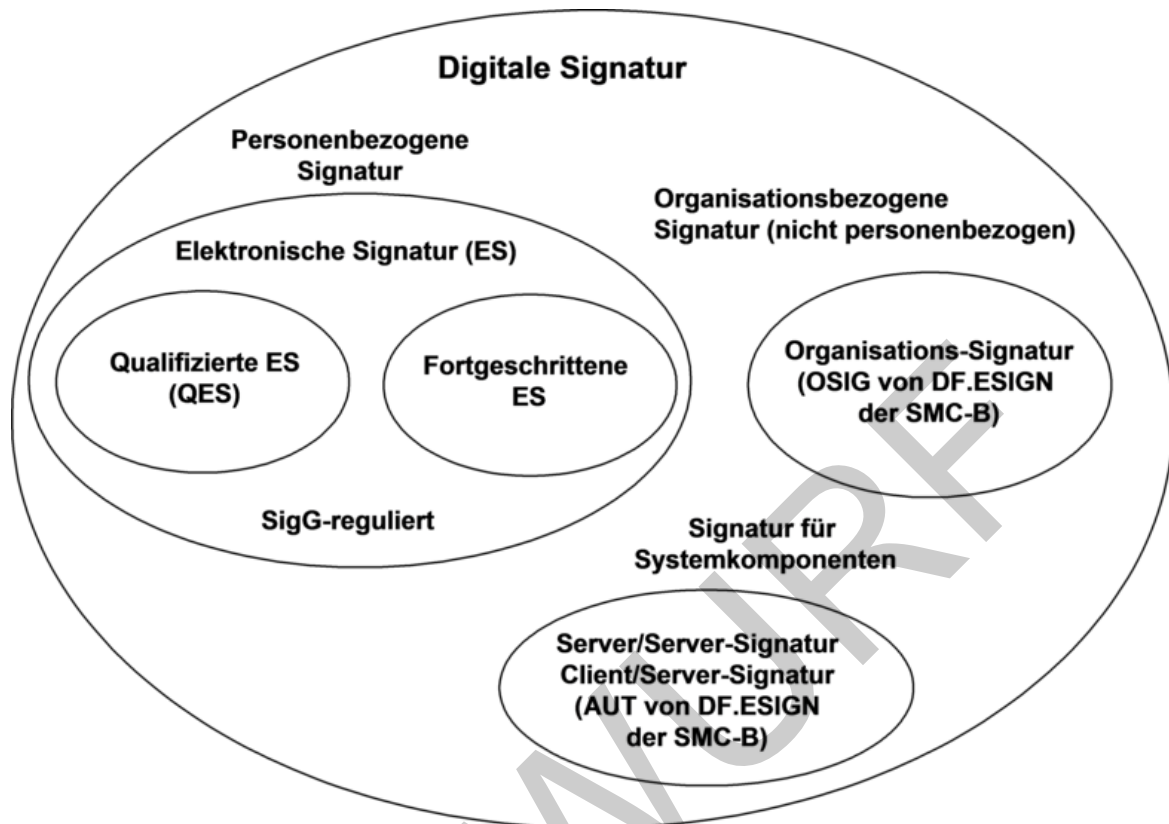 Digitale Signatur
Personenbezogene
Signatur
Elektronische Signatur (ES)
Qualifizierte ES
(QES)
Fortgeschrittene
ES
SigG-reguliert
Organisationsbezogene
Signatur (nicht personenbezogen)
Organisations-Signatur
(OSIG von DF.ESIGN
der SMC-B)
Signatur für
Systemkomponenten
Server/Server-Signatur
Client/Server-Signatur
(AUT von DF.ESIGN
der SMC-B)
WURF